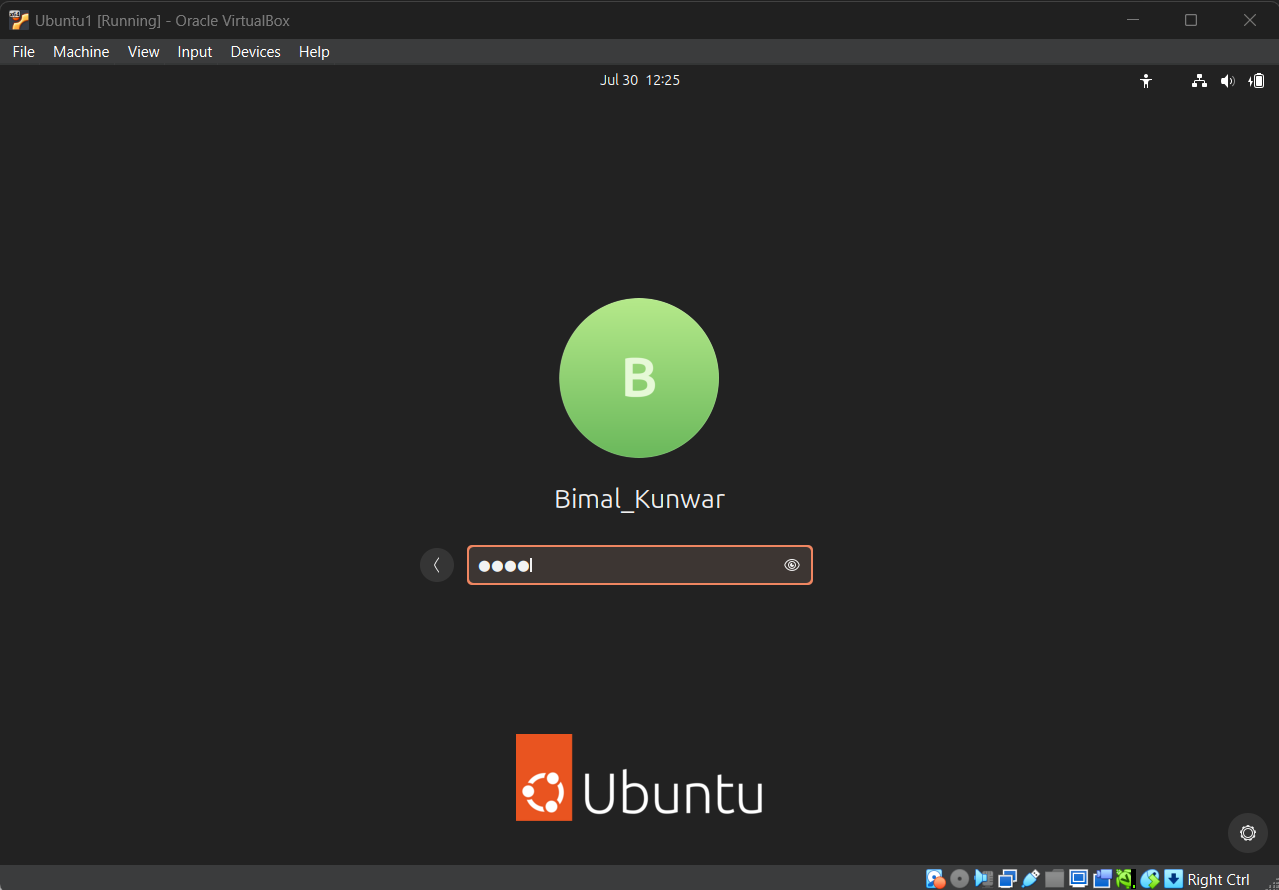 Ubuntu1 [Running] - Oracle VirtualBox
File Machine View Input Devices Help
Jul 30 12:25
B
Bimal_Kunwar
Ubuntu
Right Ctrl